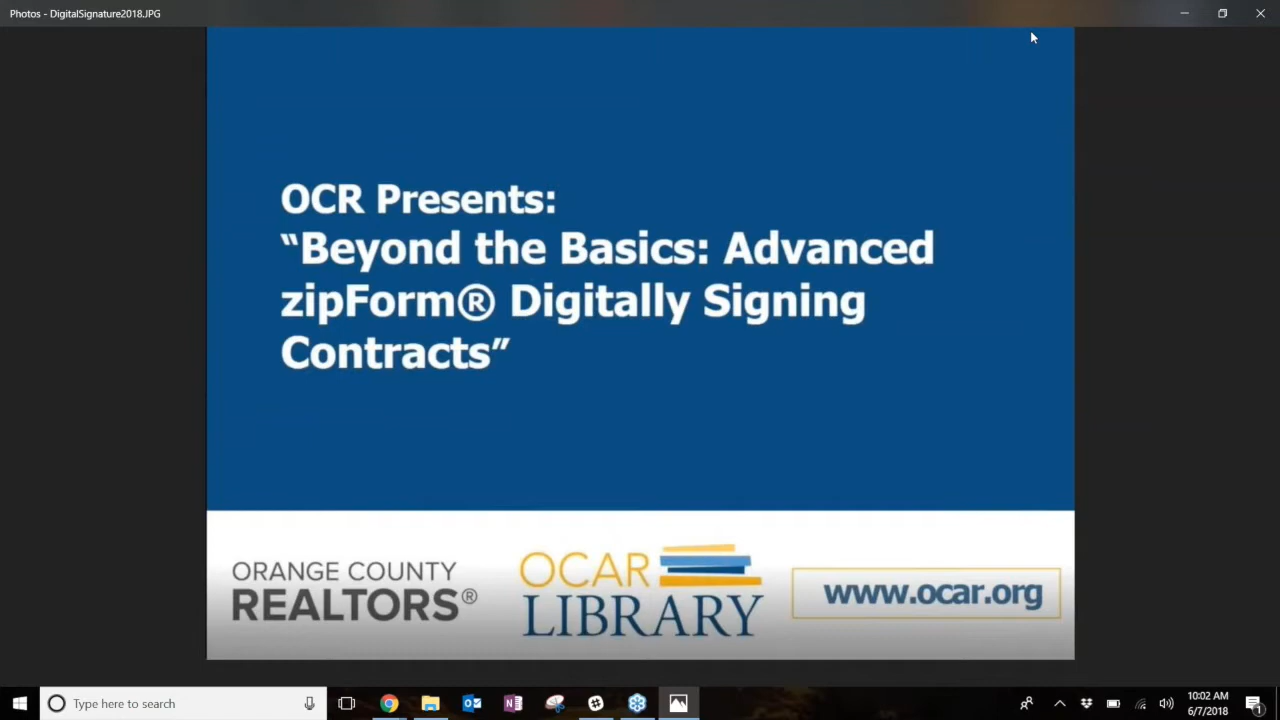 Photos - DigitalSignature2018.JPG
OCR Presents:
“Beyond the Basics: Advanced
zipForm® Digitally Signing
Contracts”
ORANGE COUNTY
REALTORS®
OCAR
LIBRARY
www.ocar.org
Type here to search
10:02 AM
6/7/2018
1